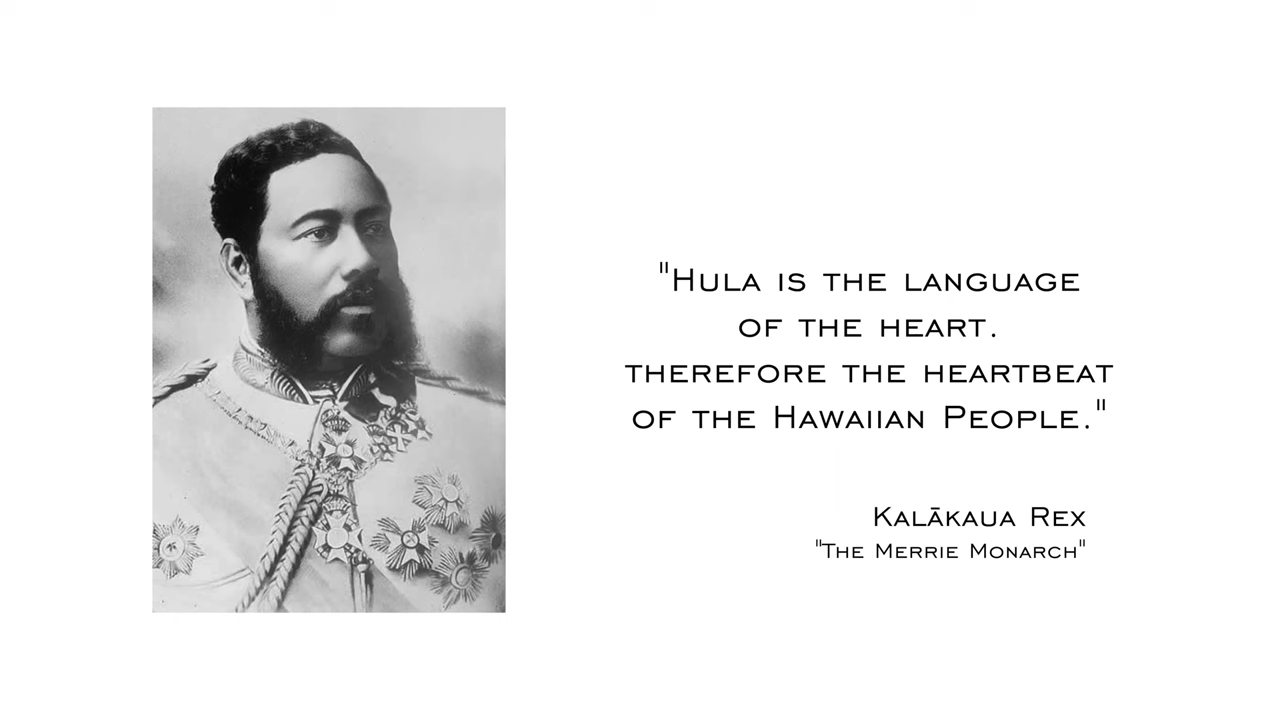 "Hula is the language
of the heart.
therefore the heartbeat
of the Hawaiian People."
Kalākaua Rex
"The Merrie Monarch"